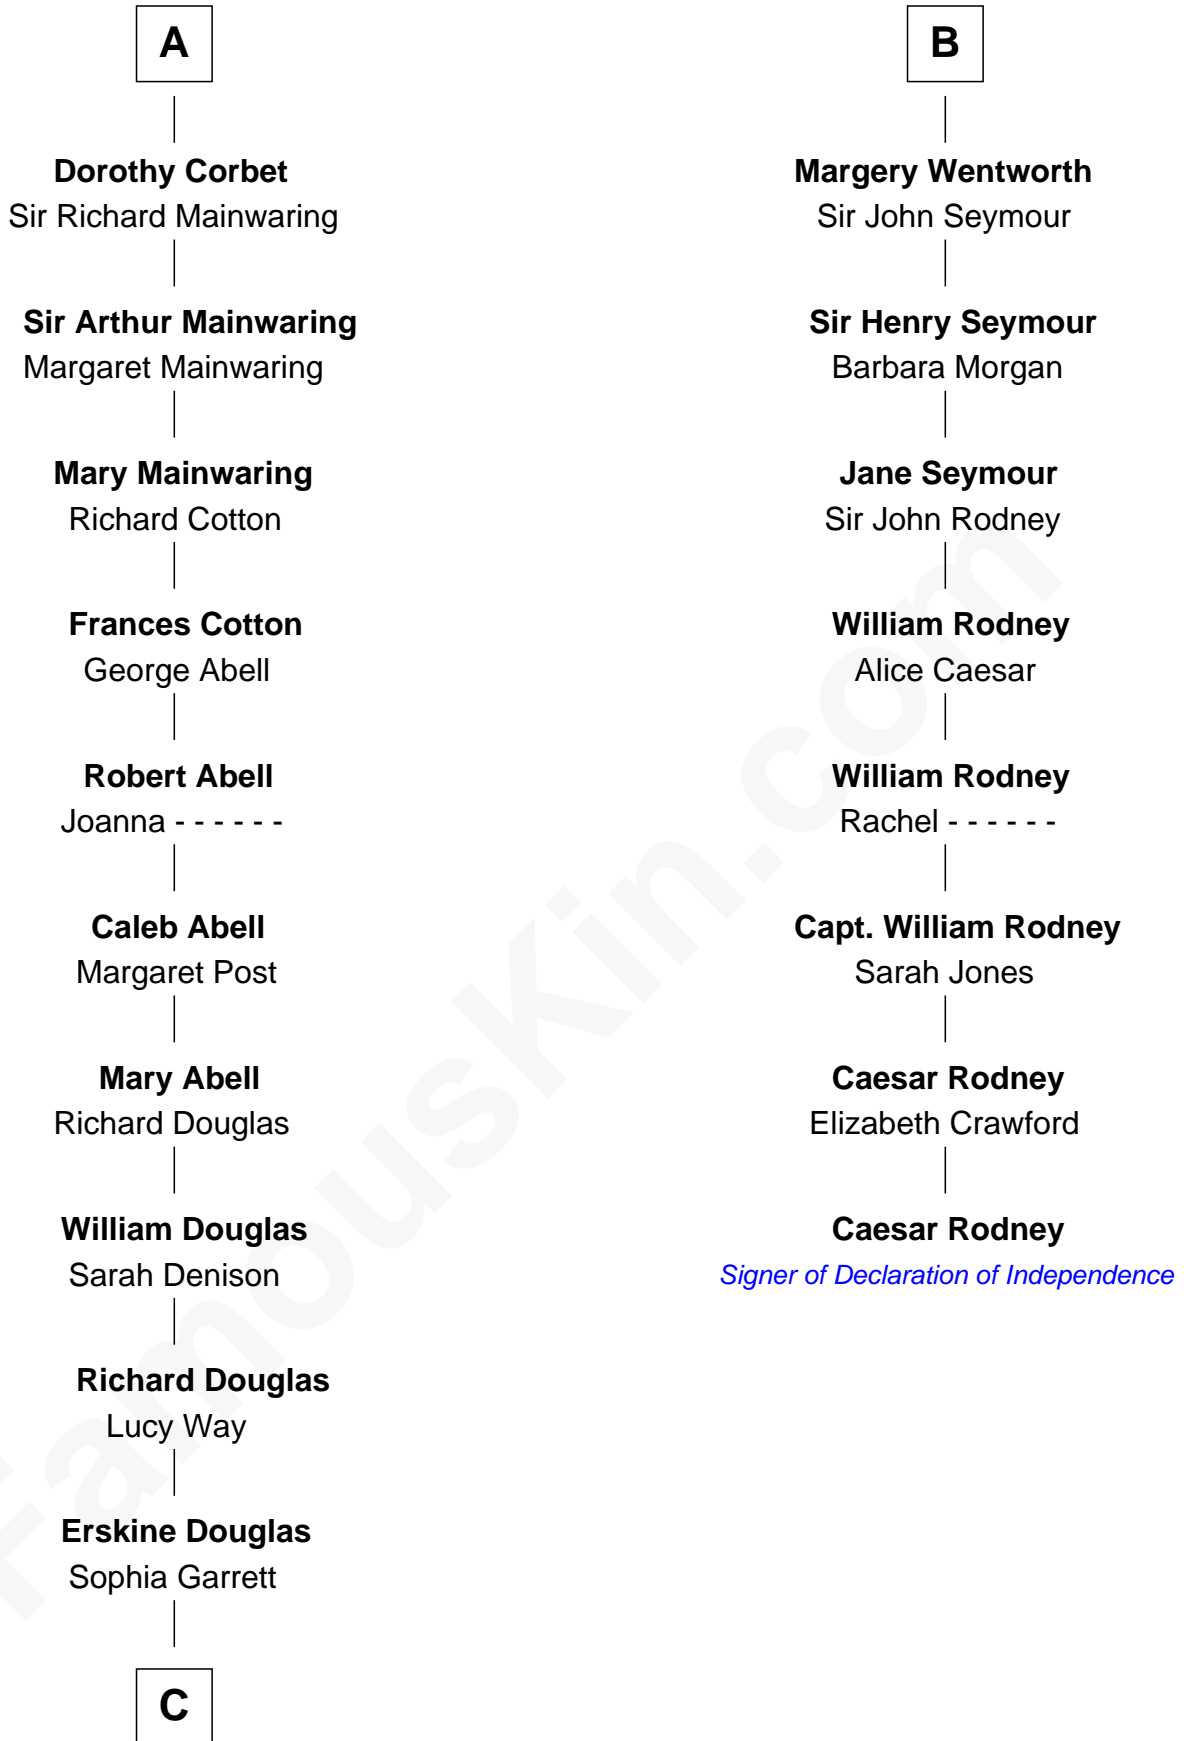 A
Dorothy Corbet
Sir Richard Mainwaring
Sir Arthur Mainwaring
Margaret Mainwaring
Mary Mainwaring
Richard Cotton
Frances Cotton
George Abell
Robert Abell
Joanna - - - - - -
Caleb Abell
Margaret Post
Mary Abell
Richard Douglas
William Douglas
Sarah Denison
Richard Douglas
Lucy Way
Erskine Douglas
Sophia Garrett
C
B
Margery Wentworth
Sir John Seymour
Sir Henry Seymour
Barbara Morgan
Jane Seymour
Sir John Rodney
William Rodney
Alice Caesar
William Rodney
Rachel - - - - - -
Capt. William Rodney
Sarah Jones
Caesar Rodney
Elizabeth Crawford
Caesar Rodney
Signer of Declaration of Independence
FamousKin.com